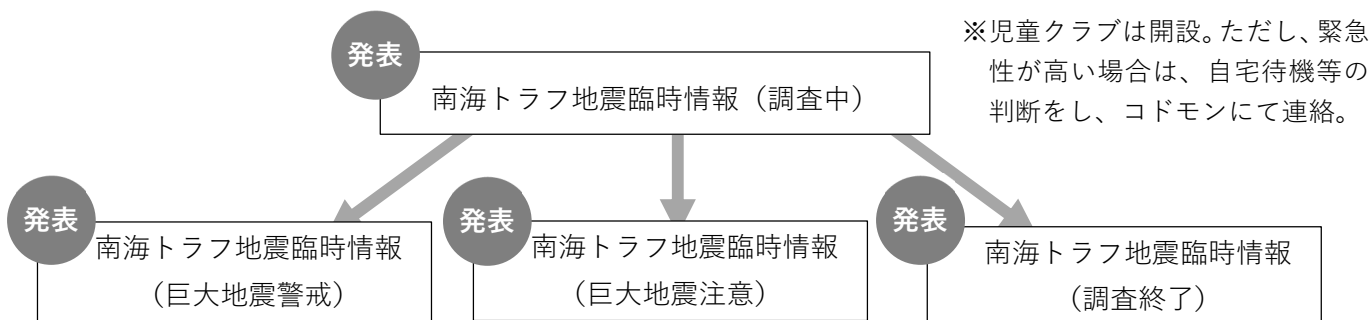 発表
南海トラフ地震臨時情報（調査中）
※児童クラブは開設。ただし、緊急
性が高い場合は、自宅待機等の
判断をし、コドモンにて連絡。
発表
南海トラフ地震臨時情報
（巨大地震警戒）
発表
南海トラフ地震臨時情報
（巨大地震注意）
発表
南海トラフ地震臨時情報
（調査終了）